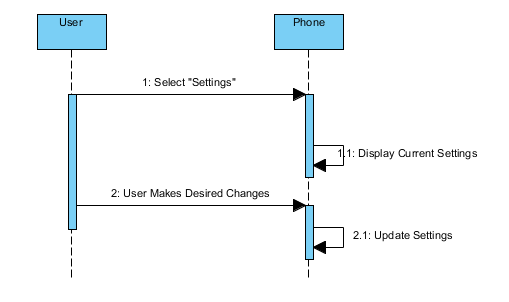 User
Phone
1: Select "Settings"
1.1: Display Current Settings
2: User Makes Desired Changes
2.1: Update Settings